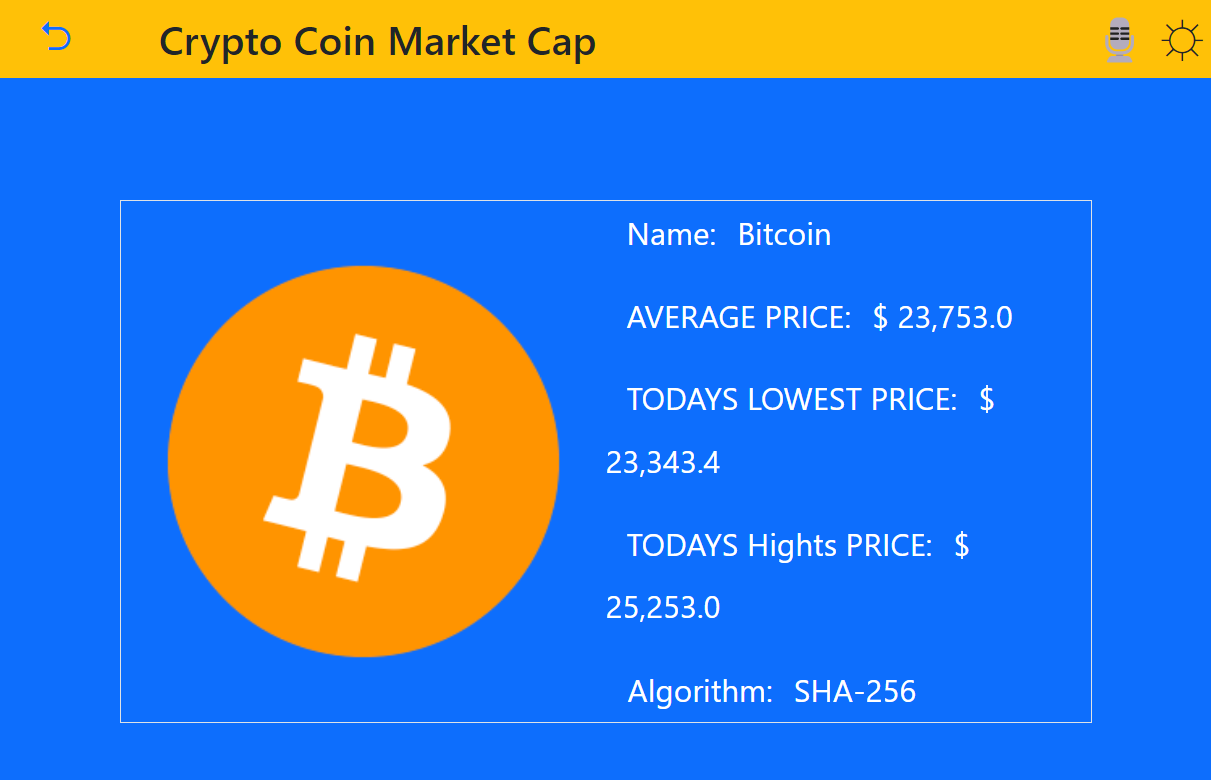 Crypto Coin Market Cap
Name: Bitcoin
AVERAGE PRICE: $ 23,753.0
TODAYS LOWEST PRICE: $
23,343.4
TODAYS Hights PRICE: $
25,253.0
Algorithm: SHA-256